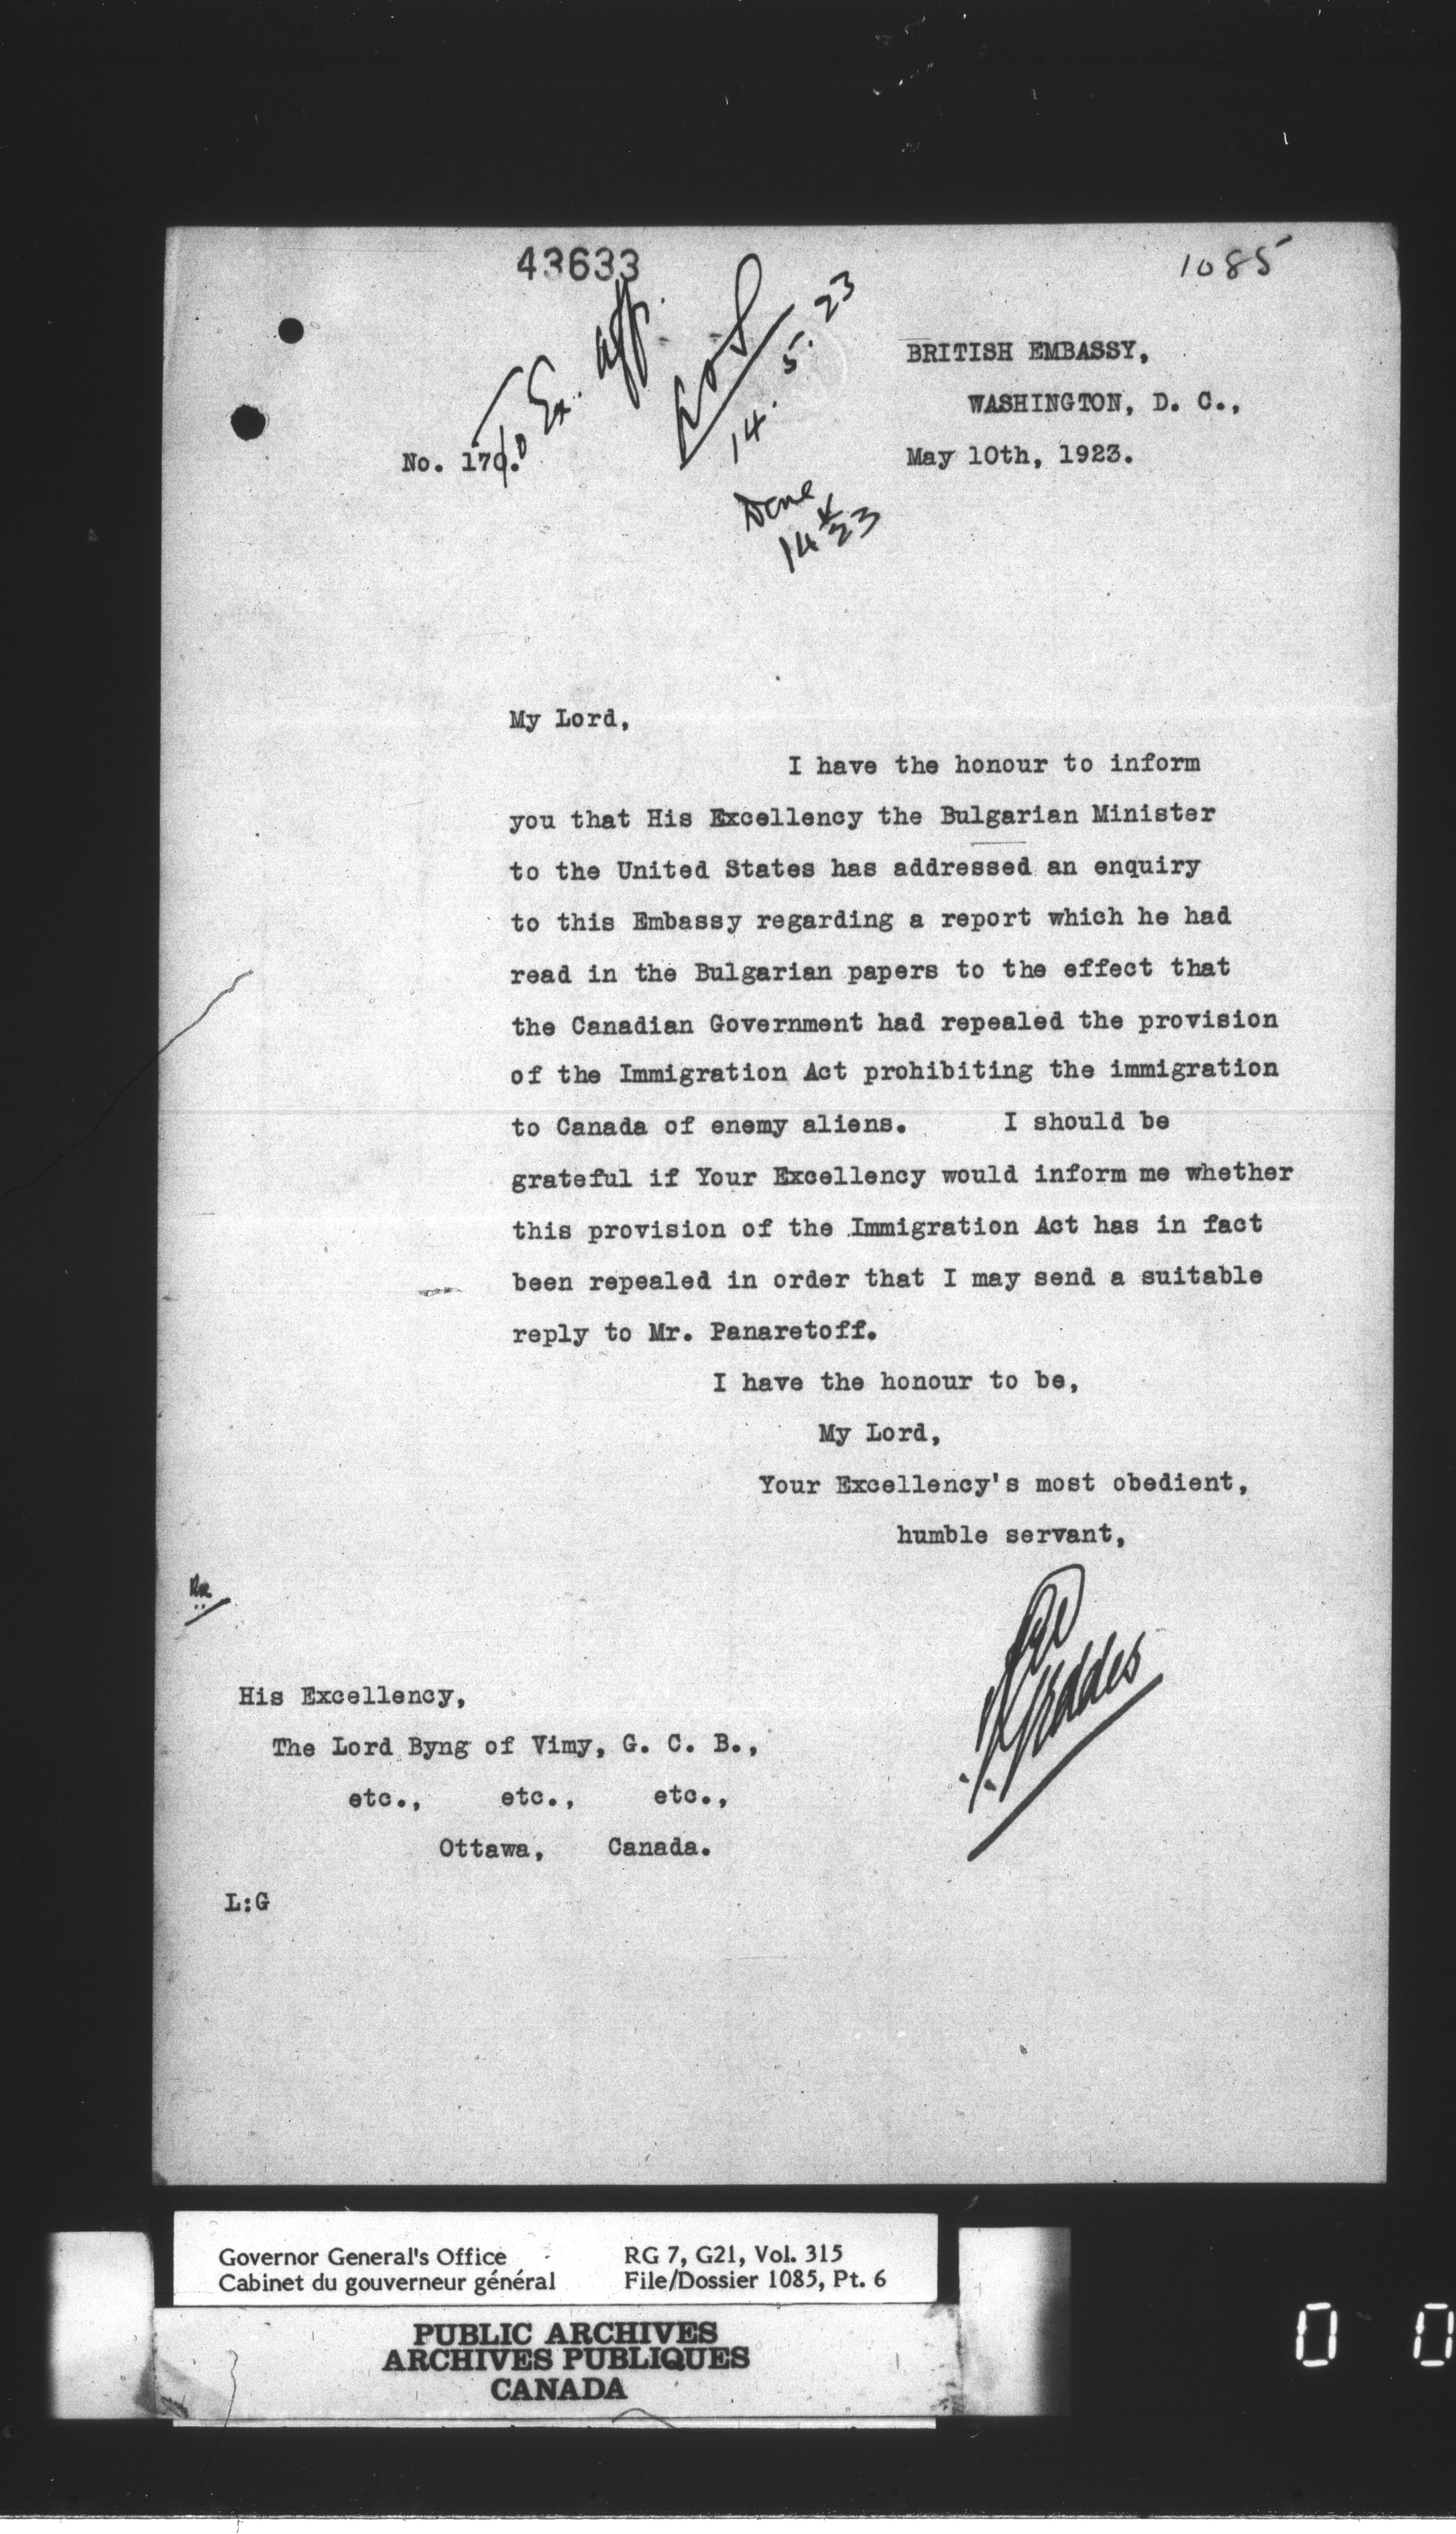 43633
1085
To Ex. aff.
14. 5. 23
Done
14 23
BRITISH EMBASSY,
WASHINGTON, D. C.,
May 10th, 1923.
No. 170.
My Lord,
I have the honour to inform
you that His Excellency the Bulgarian Minister
to the United States has addressed an enquiry
to this Embassy regarding a report which he had
read in the Bulgarian papers to the effect that
the Canadian Government had repealed the provision
of the Immigration Act prohibiting the immigration
to Canada of enemy aliens. I should be
grateful if Your Excellency would inform me whether
this provision of the Immigration Act has in fact
been repealed in order that I may send a suitable
reply to Mr. Panaretoff.
I have the honour to be,
My Lord,
Your Excellency's most obedient,
humble servant,
Geddes
His Excellency,
The Lord Byng of Vimy, G. C. B.,
etc., etc., etc.,
Ottawa, Canada.
L:G
Governor General's Office
Cabinet du gouverneur général
RG 7, G21, Vol. 315
File/Dossier 1085, Pt. 6
PUBLIC ARCHIVES
ARCHIVES PUBLIQUES
CANADA
0 0